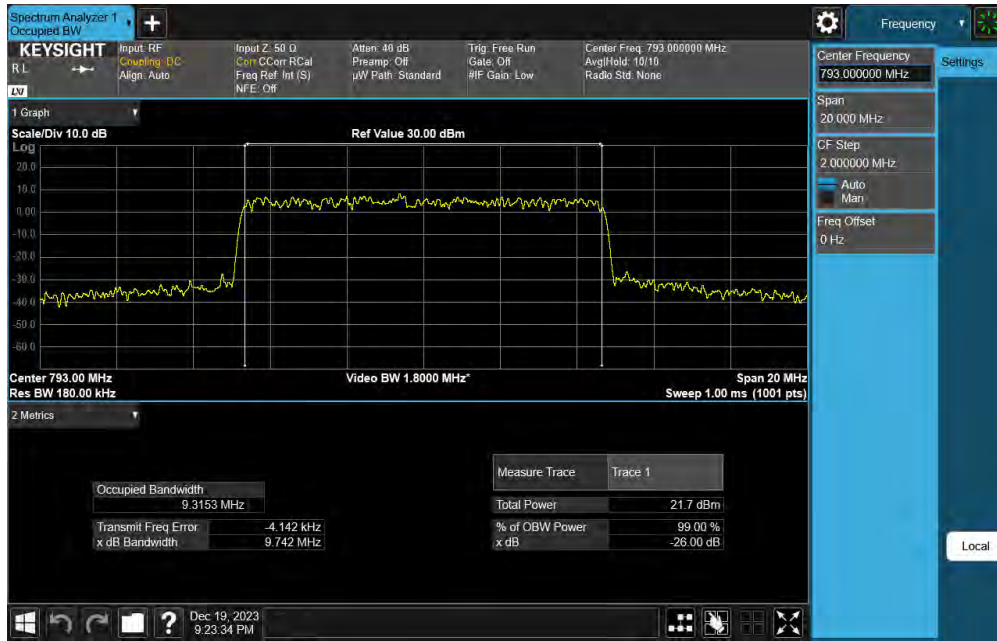 Spectrum Analyzer 1
Occupied BW
Frequency
KEYSIGHT
Input: RF
Input Z: 50 Ω
Atten: 40 dB
Trig: Free Run
Center Freq: 793.000000 MHz
R L
Coupling: DC
Corr CCorr RCal
Preamp: Off
Gate: Off
Avg|Hold: 10/10
Align: Auto
Freq Ref: Int (S)
µW Path: Standard
#IF Gain: Low
Radio Std: None
NFE: Off
LXI
Center Frequency
793.000000 MHz
Settings
Span
20.000 MHz
CF Step
2.000000 MHz
Auto
Man
Freq Offset
0 Hz
Local
1 Graph
Scale/Div 10.0 dB
Ref Value 30.00 dBm
Log
20.0
10.0
0.00
-10.0
-20.0
-30.0
-40.0
-50.0
-60.0
Center 793.00 MHz
Video BW 1.8000 MHz*
Span 20 MHz
Res BW 180.00 kHz
Sweep 1.00 ms (1001 pts)
2 Metrics
Measure Trace
Trace 1
Occupied Bandwidth
9.3153 MHz
Total Power
21.7 dBm
Transmit Freq Error
-4.142 kHz
% of OBW Power
99.00 %
x dB Bandwidth
9.742 MHz
x dB
-26.00 dB
?
Dec 19, 2023
9:23:34 PM